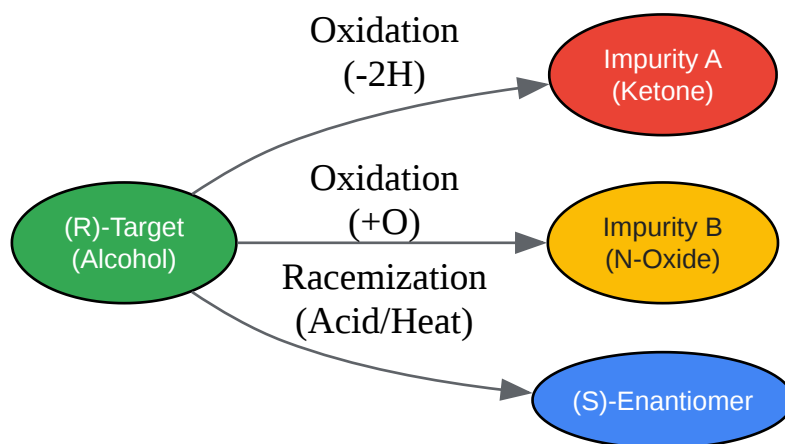 Oxidation
(-2H)
Impurity A
(Ketone)
(R)-Target
(Alcohol)
Oxidation
(+O)
Impurity B
(N-Oxide)
Racemization
(Acid/Heat)
(S)-Enantiomer